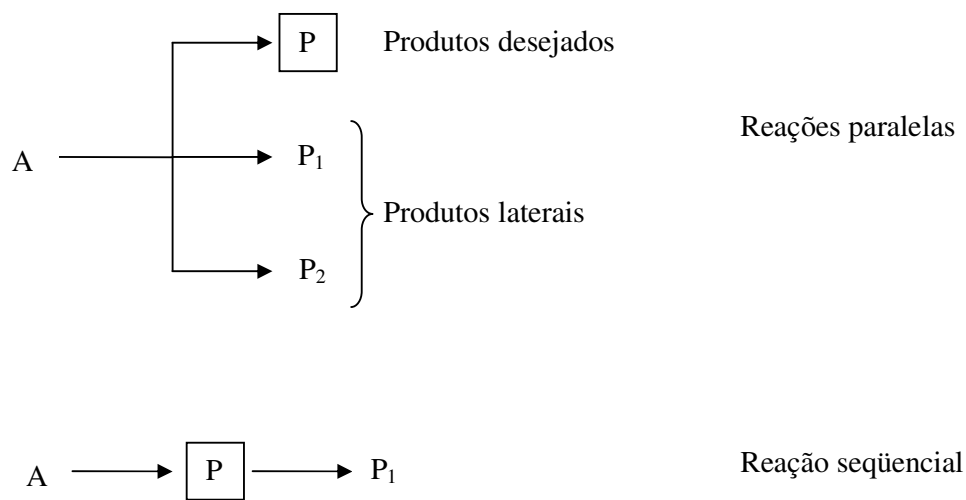 P Produtos desejados
Reações paralelas
A P₁
Produtos laterais
P₂
A P P₁ Reação seqüencial